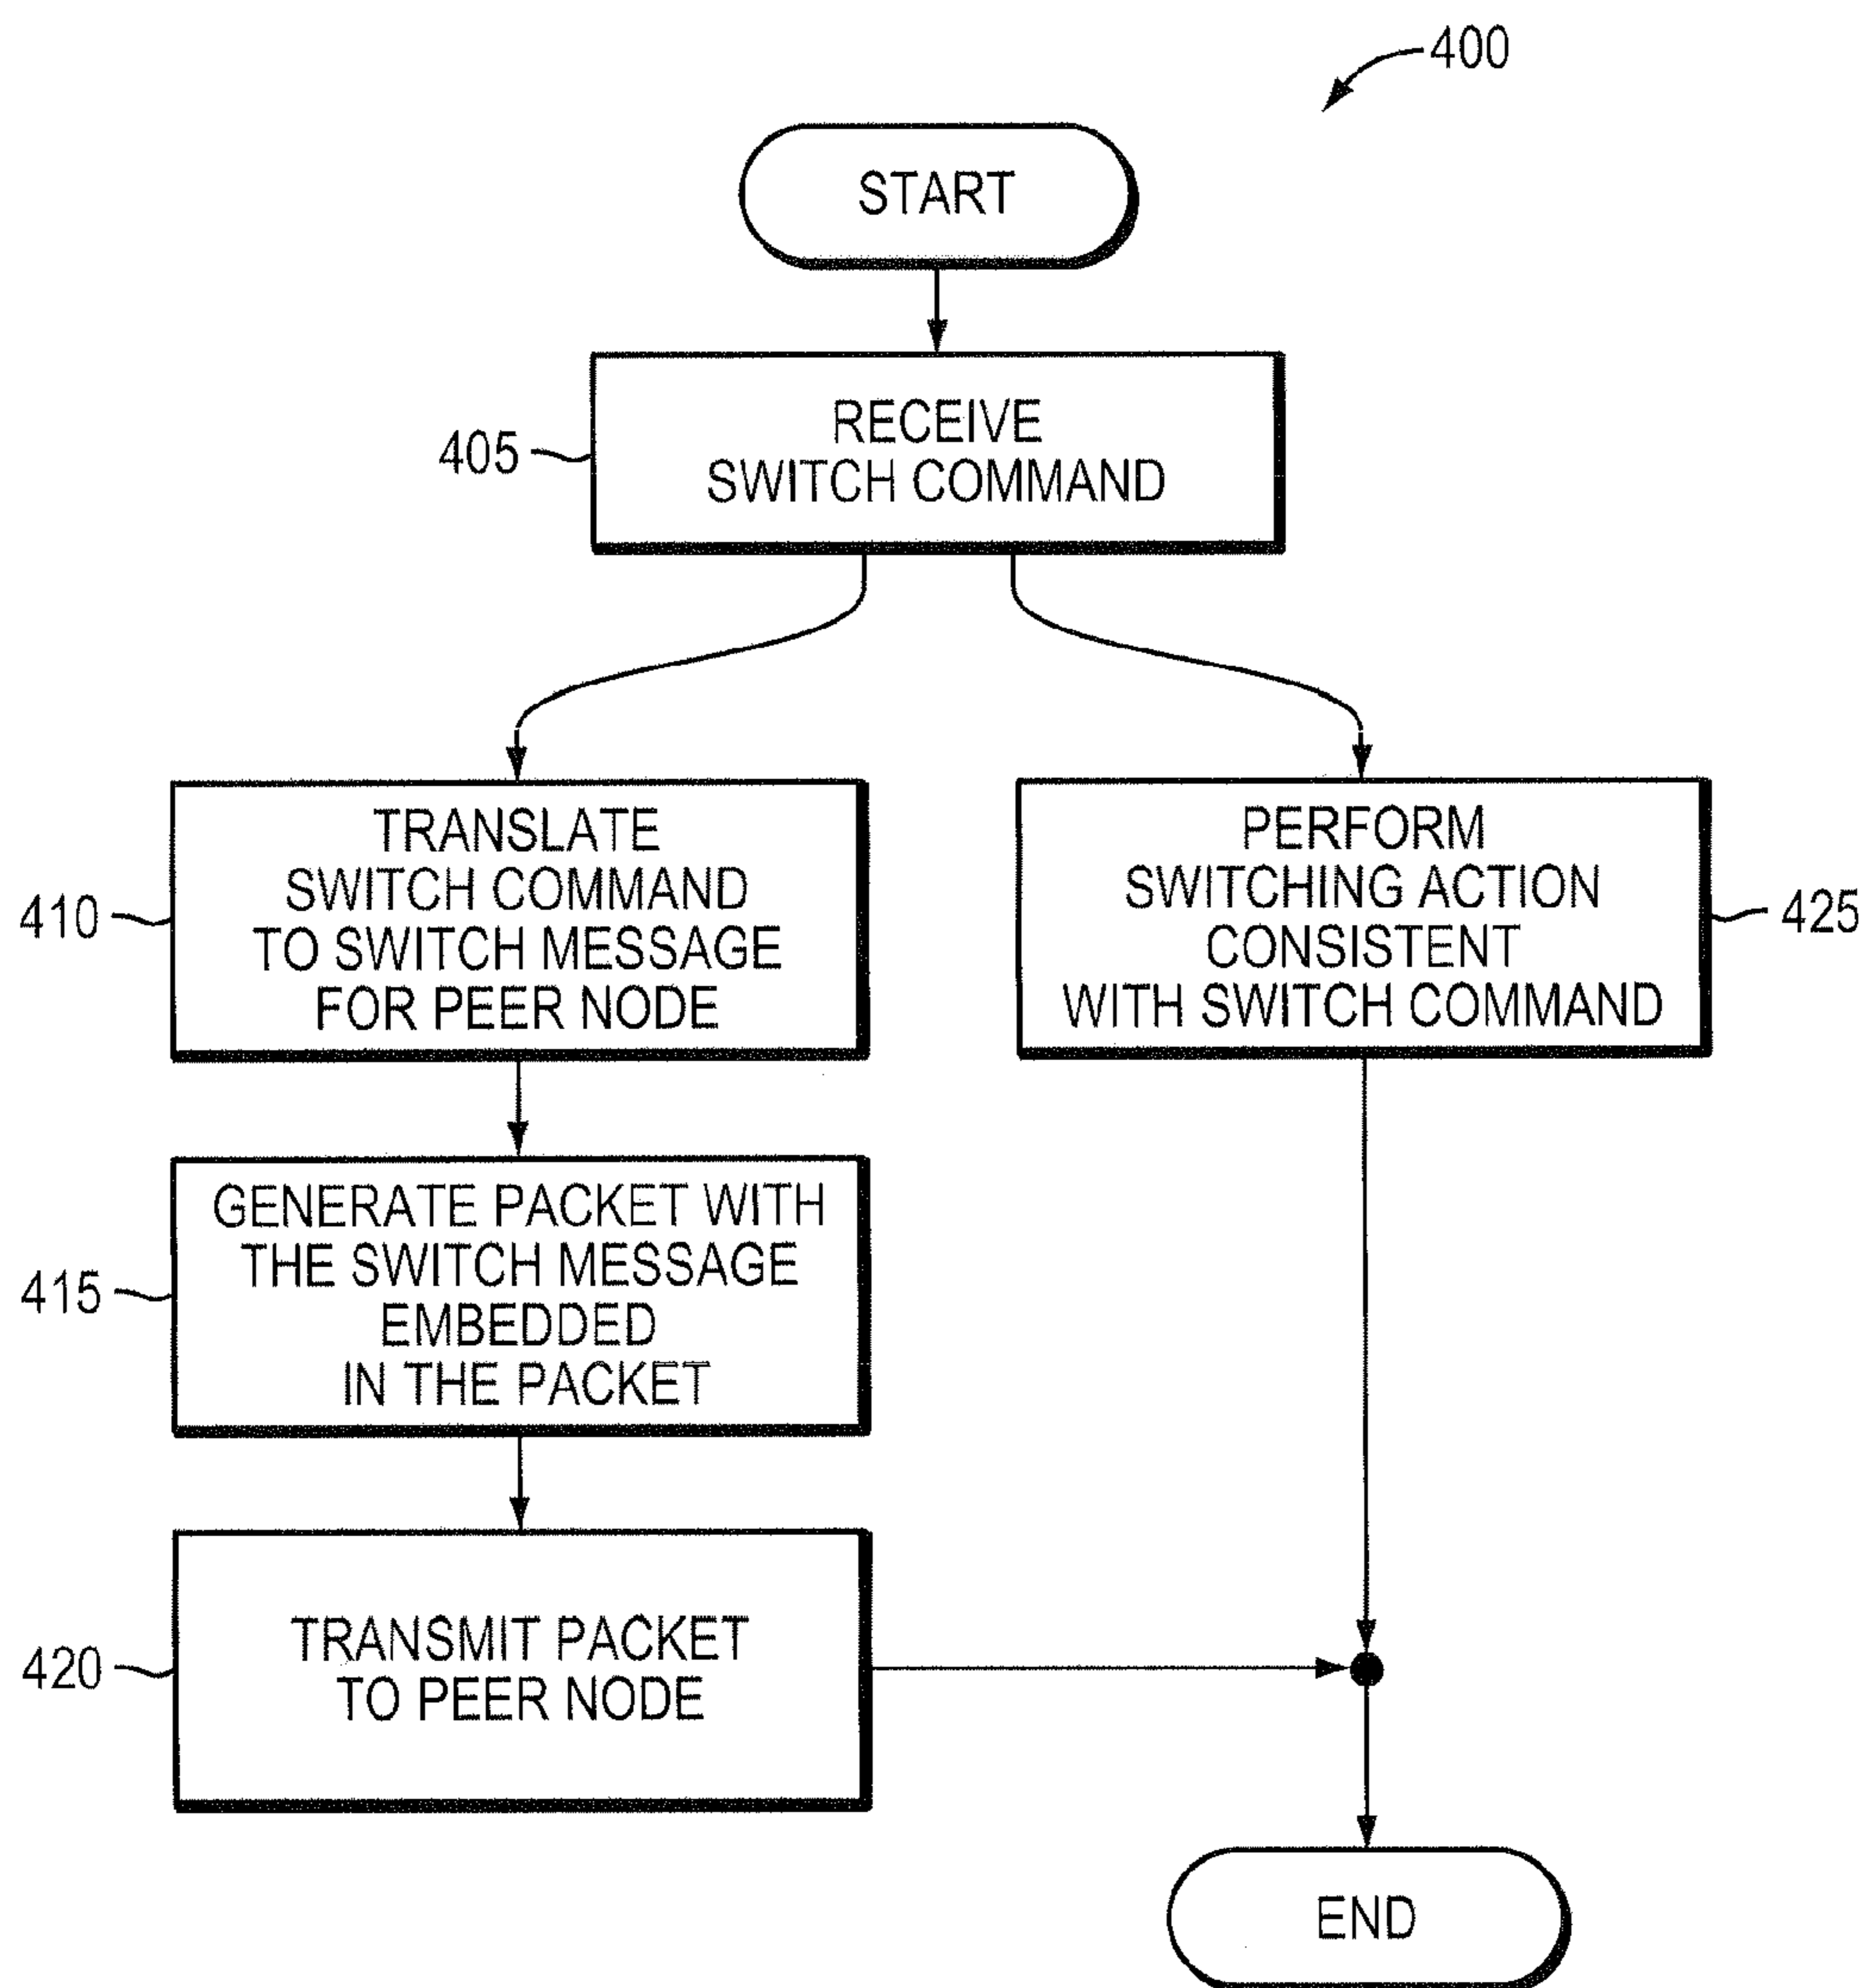 400
START
405
RECEIVE
SWITCH COMMAND
410
TRANSLATE
SWITCH COMMAND
TO SWITCH MESSAGE
FOR PEER NODE
PERFORM
SWITCHING ACTION
CONSISTENT
WITH SWITCH COMMAND
425
415
GENERATE PACKET WITH
THE SWITCH MESSAGE
EMBEDDED
IN THE PACKET
420
TRANSMIT PACKET
TO PEER NODE
END